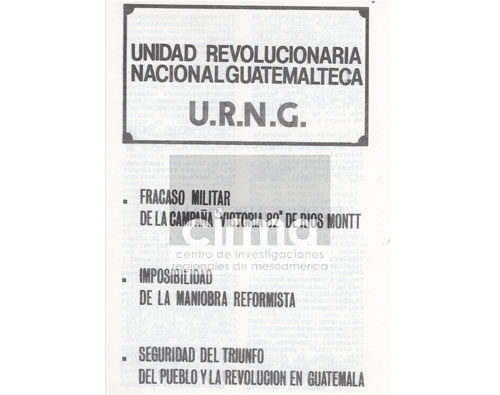 UNIDAD REVOLUCIONARIA
NACIONAL GUATEMALTECA
U.R.N.G.
. FRACASO MILITAR
DE LA CAMPAÑA "VICTORIA 82" DE RIOS MONTT
cirma
centro de investigaciones
regionales de mesoamerica
. IMPOSIBILIDAD
DE LA MANIOBRA REFORMISTA
. SEGURIDAD DEL TRIUNFO
DEL PUEBLO Y LA REVOLUCION EN GUATEMALA